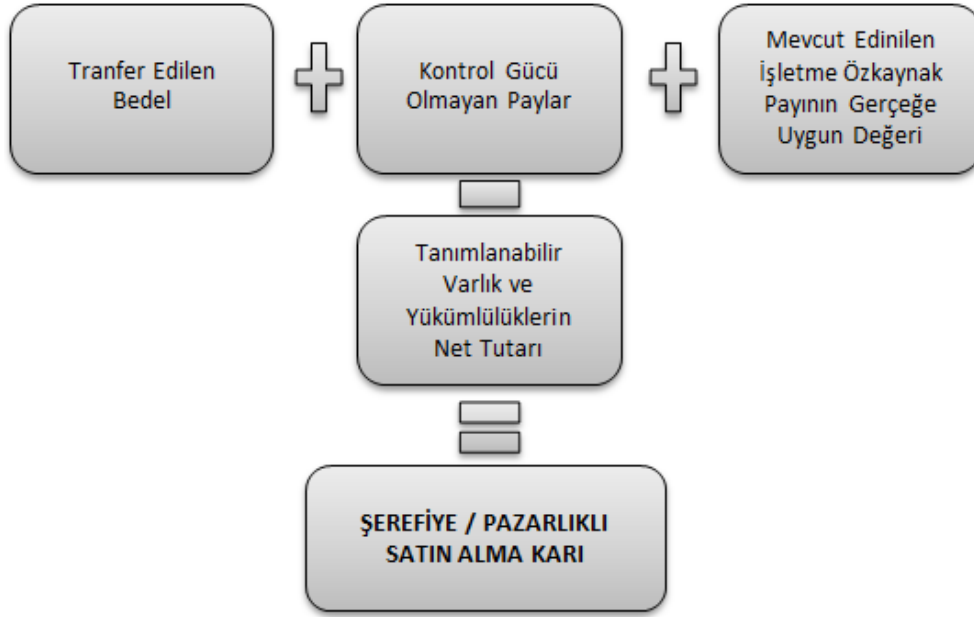 Tranfer Edilen
Bedel
Kontrol Gücü
Olmayan Paylar
Mevcut Edinilen
İşletme Özkaynak
Payının Gerçeğe
Uygun Değeri
Tanımlanabilir
Varlık ve
Yükümlülüklerin
Net Tutarı
ŞEREFİYE / PAZARLIKLI
SATIN ALMA KARI